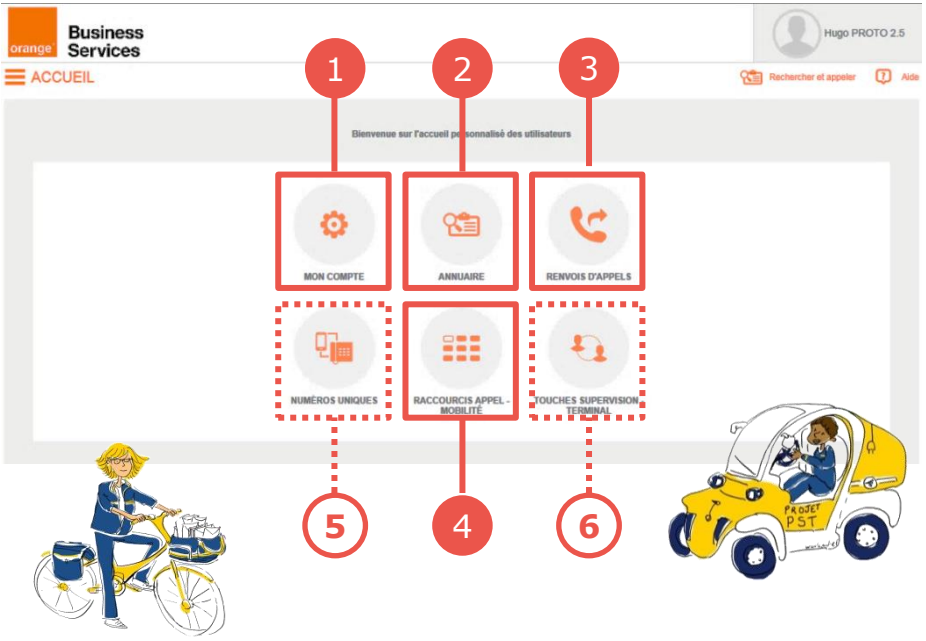 orange™
Business
Services
Hugo PROTO 2.5
ACCUEIL
Rechercher et appeler
Aide
1
2
3
Bienvenue sur l'accueil personnalisé des utilisateurs
MON COMPTE
ANNUAIRE
RENVOIS D'APPELS
NUMÉROS UNIQUES
RACCOURCIS APPEL -
MOBILITÉ
TOUCHES SUPERVISION
TERMINAL
5
4
6
PROJET
PST